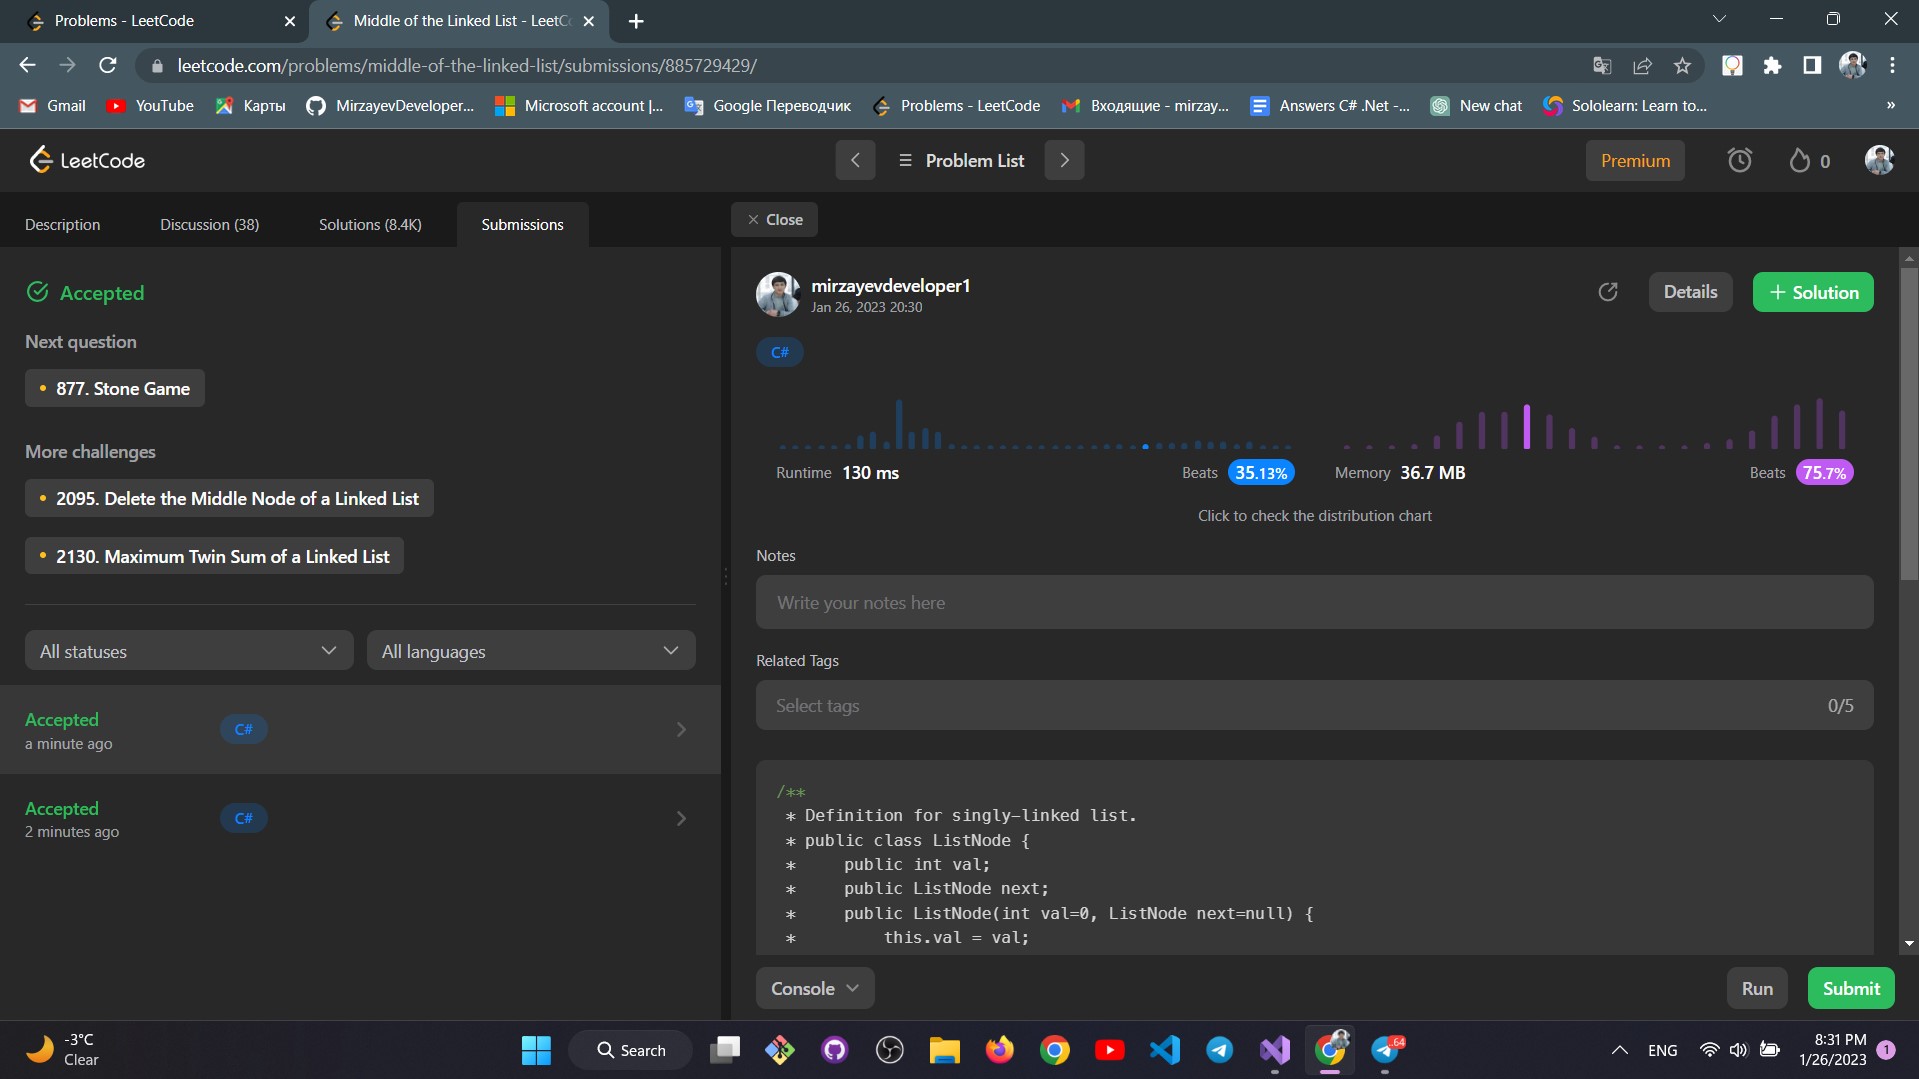 Problems - LeetCode
Middle of the Linked List - LeetC
leetcode.com/problems/middle-of-the-linked-list/submissions/885729429/
Gmail
YouTube
Карты
MirzayevDeveloper...
Microsoft account |...
Google Переводчик
Problems - LeetCode
Входящие - mirzay...
Answers C# .Net -...
New chat
Sololearn: Learn to...
»
LeetCode
Problem List
Premium
0
Description
Discussion (38)
Solutions (8.4K)
Submissions
Close
Accepted
Next question
877. Stone Game
More challenges
2095. Delete the Middle Node of a Linked List
2130. Maximum Twin Sum of a Linked List
All statuses
All languages
Accepted
a minute ago
C#
Accepted
2 minutes ago
C#
mirzayevdeveloper1
Jan 26, 2023 20:30
Details
+ Solution
C#
Runtime 130 ms
Beats 35.13%
Memory 36.7 MB
Beats 75.7%
Click to check the distribution chart
Notes
Write your notes here
Related Tags
Select tags
0/5
/**
 * Definition for singly-linked list.
 * public class ListNode {
 *     public int val;
 *     public ListNode next;
 *     public ListNode(int val=0, ListNode next=null) {
 *         this.val = val;
Console
Run
Submit
-3°C
Clear
Search
64
ENG
8:31 PM
1/26/2023
1